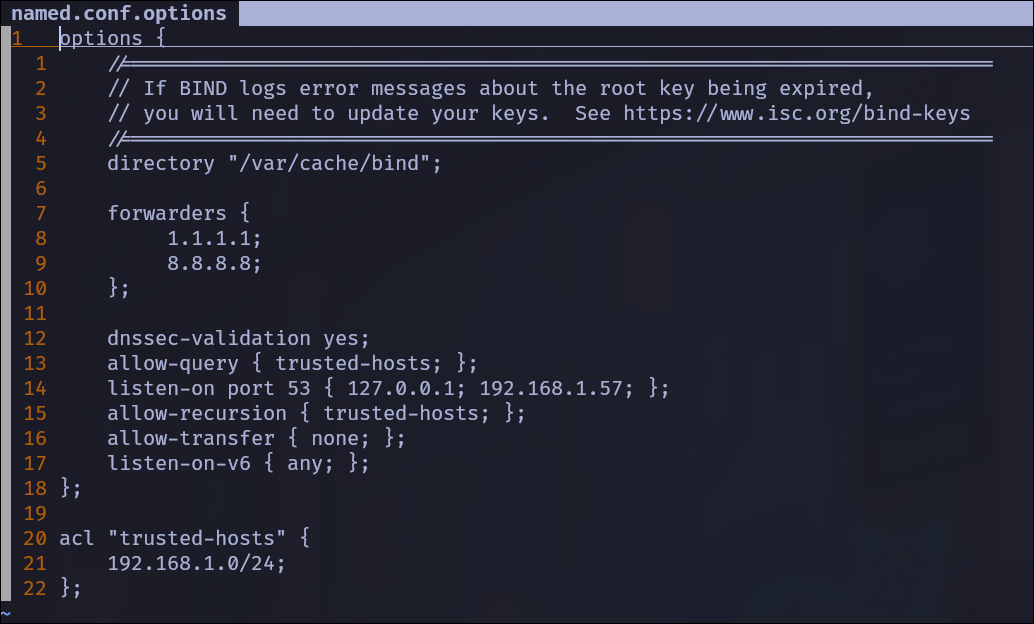 named.conf.options
1 options {
1 //========================================================================
2 // If BIND logs error messages about the root key being expired,
3 // you will need to update your keys.  See https://www.isc.org/bind-keys
4 //========================================================================
5 directory "/var/cache/bind";
6
7 forwarders {
8 1.1.1.1;
9 8.8.8.8;
10 };
11
12 dnssec-validation yes;
13 allow-query { trusted-hosts; };
14 listen-on port 53 { 127.0.0.1; 192.168.1.57; };
15 allow-recursion { trusted-hosts; };
16 allow-transfer { none; };
17 listen-on-v6 { any; };
18 };
19
20 acl "trusted-hosts" {
21 192.168.1.0/24;
22 };
~